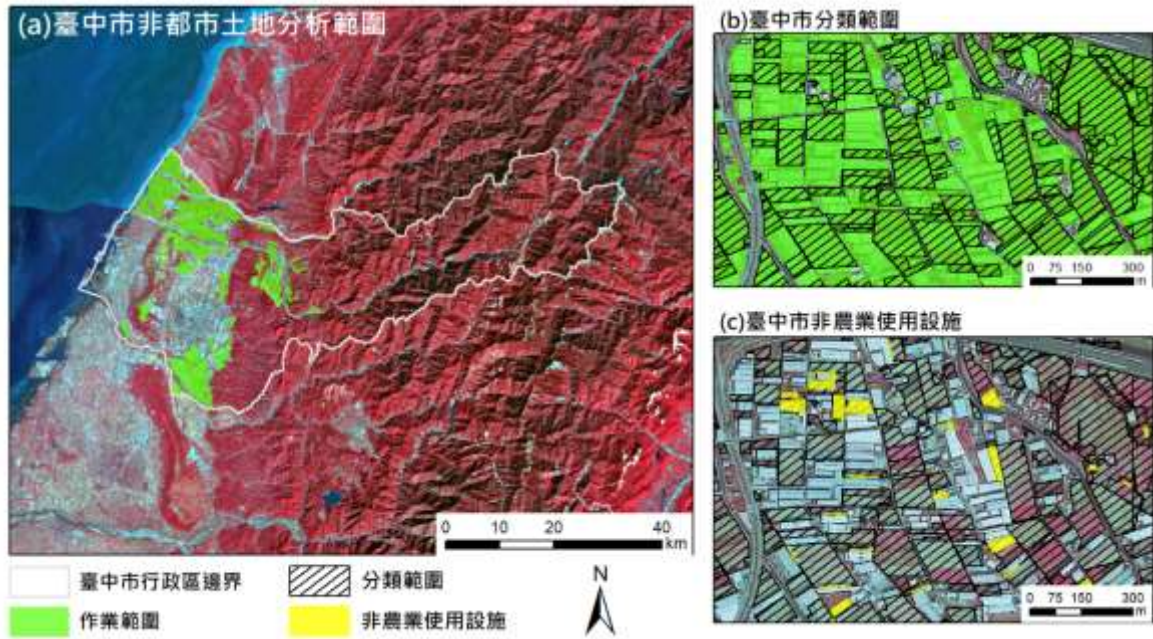 (a)臺中市非都市土地分析範圍
0 10 20 40
km
臺中市行政區邊界
分類範圍
作業範圍
非農業使用設施
N
(b)臺中市分類範圍
0 75 150 300
m
(c)臺中市非農業使用設施
0 75 150 300
m